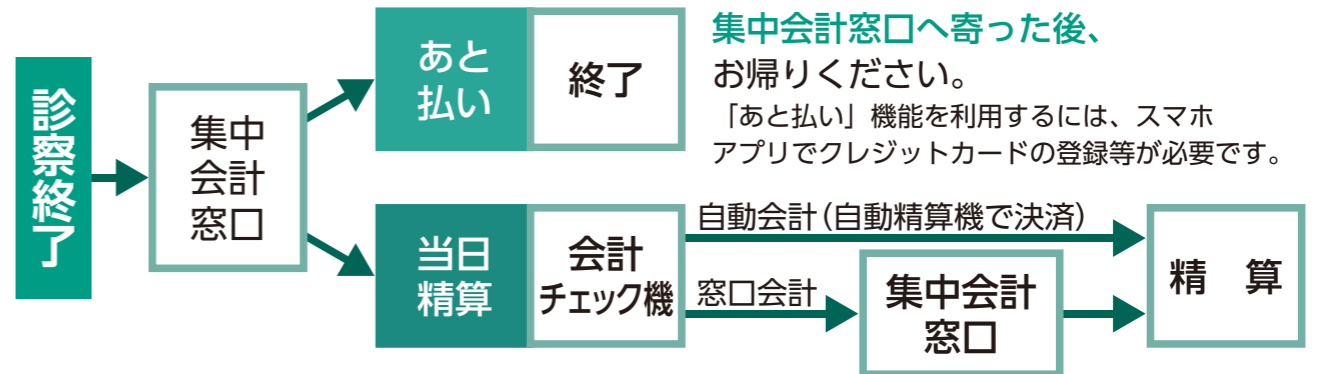 診察終了
集中
会計
窓口
あと
払い
終了
集中会計窓口へ寄った後、
お帰りください。
「あと払い」機能を利用するには、スマホ
アプリでクレジットカードの登録等が必要です。
当日
精算
会計
チェック機
自動会計(自動精算機で決済)
窓口会計
集中会計
窓口
精 算